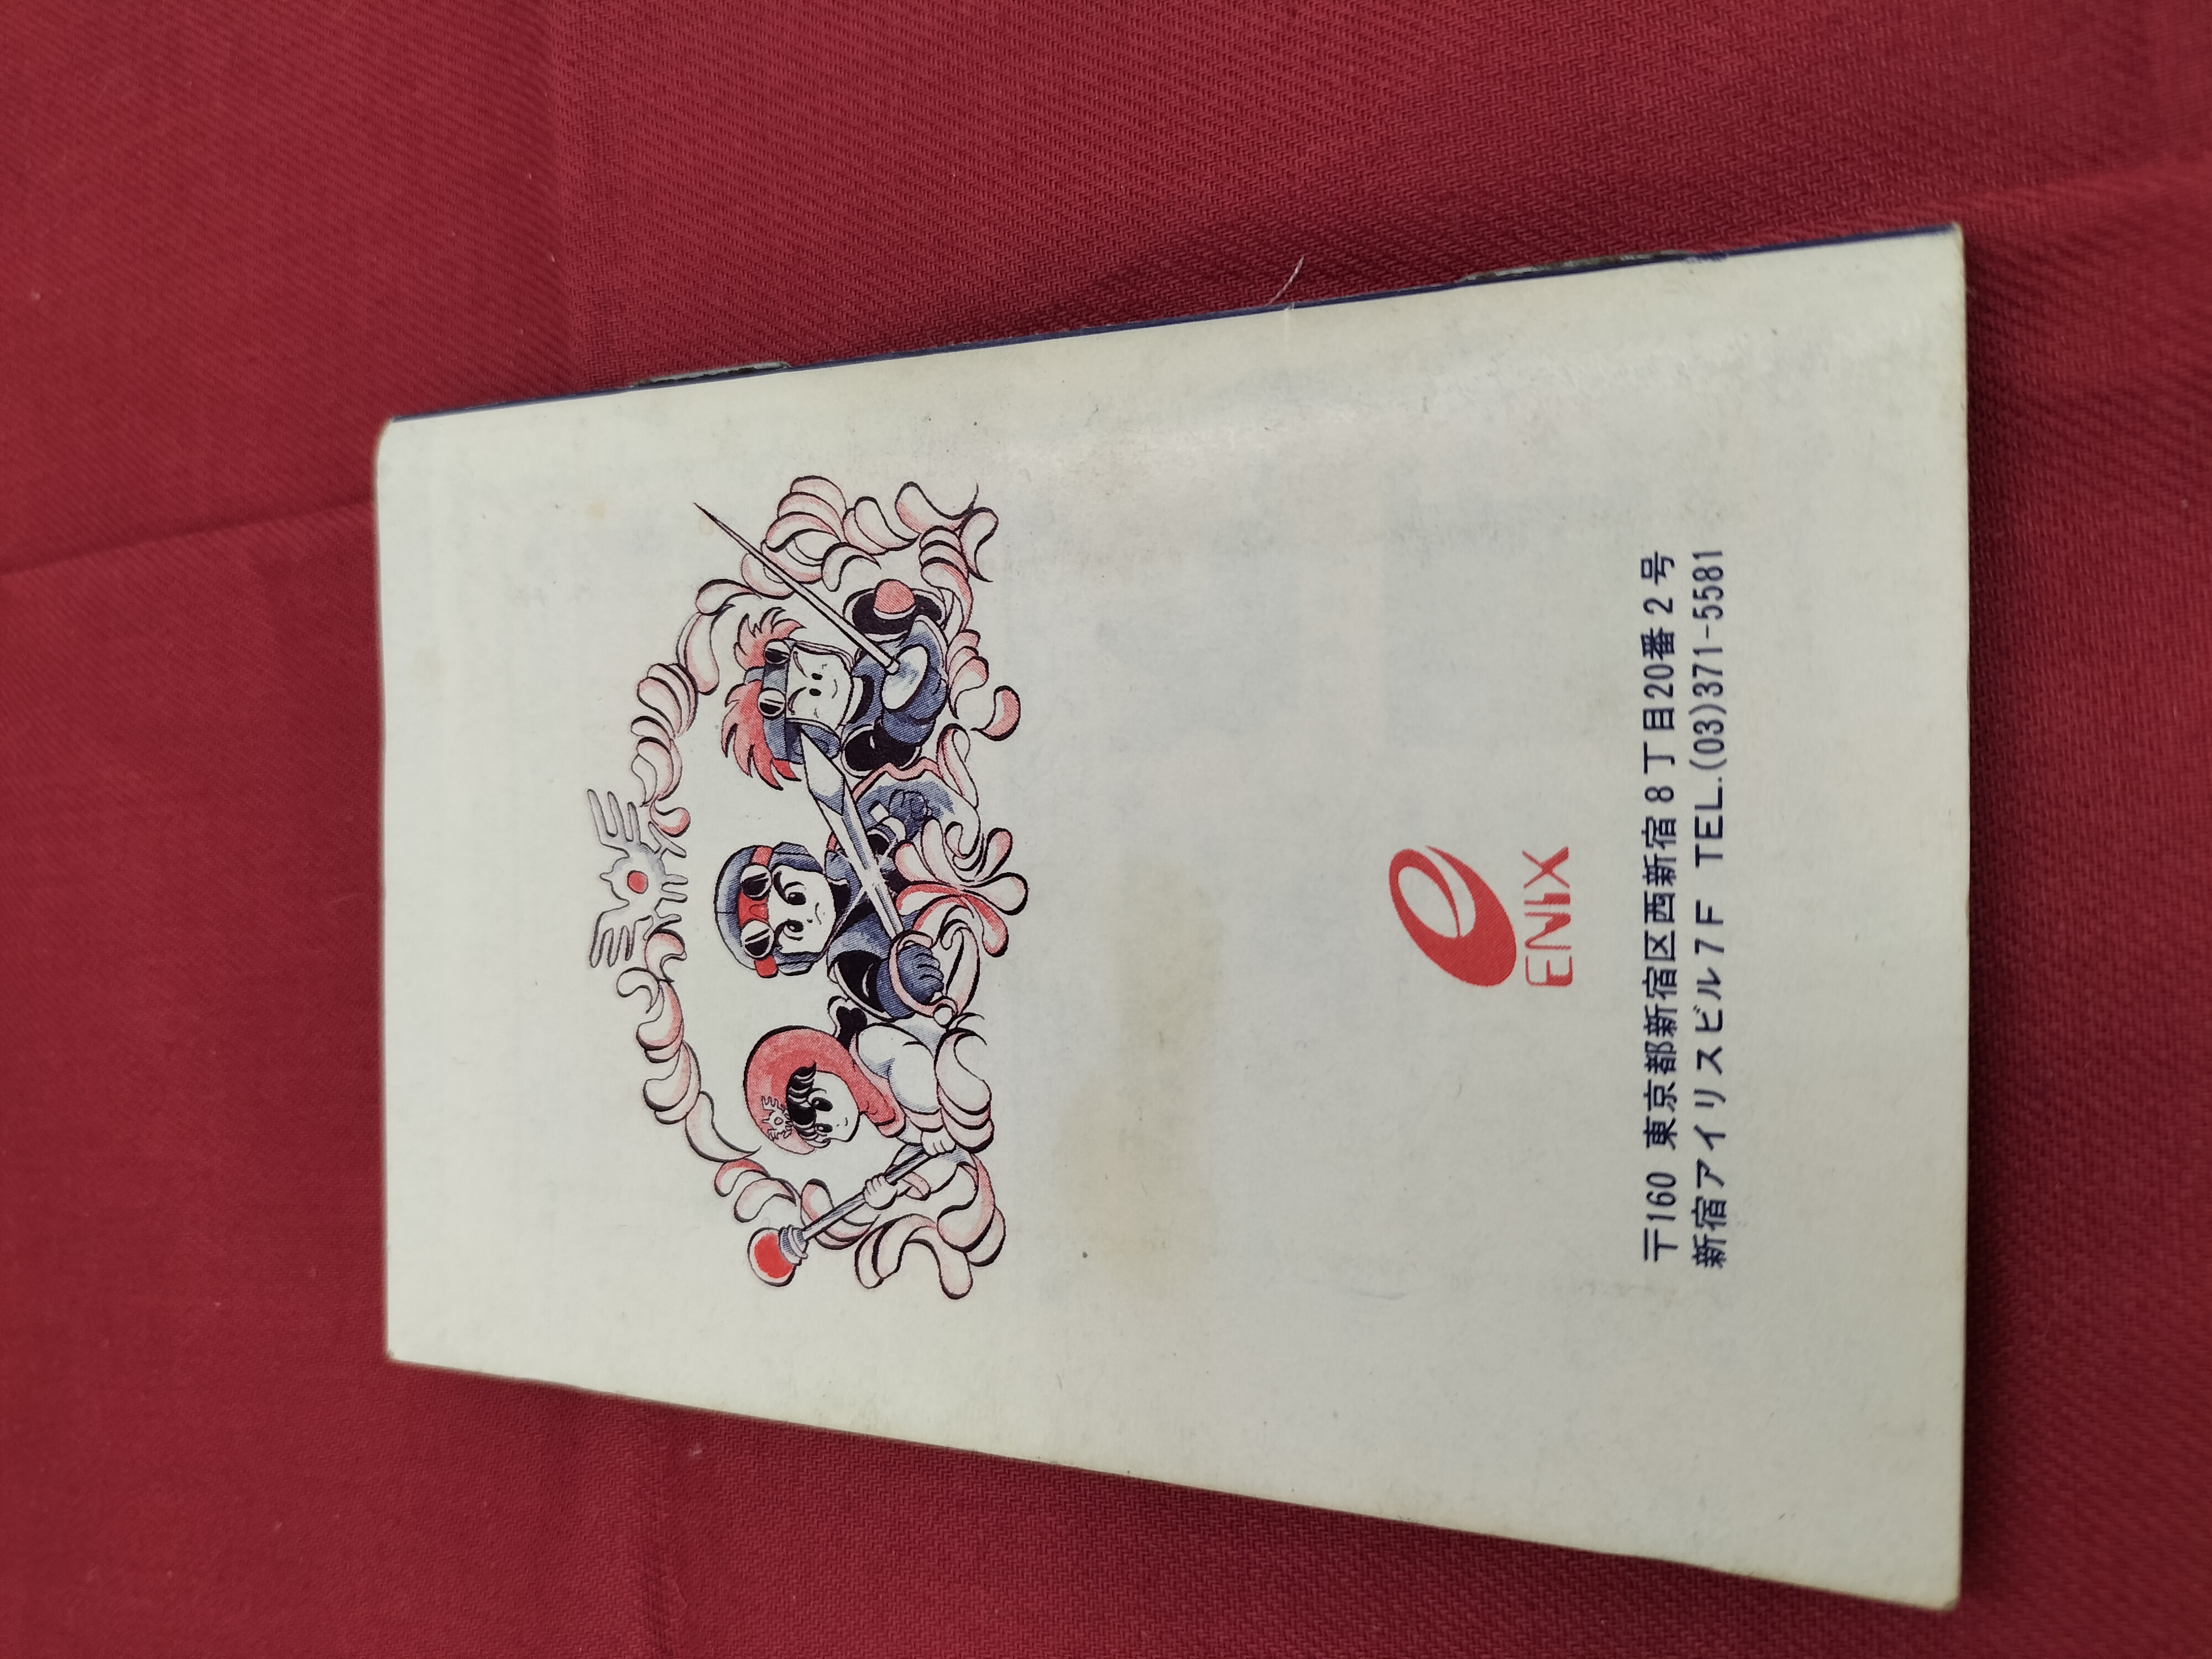 e
ENIX
〒160 東京都新宿区西新宿8丁目20番2号
新宿アイリスビル7F TEL.(03)371-5581